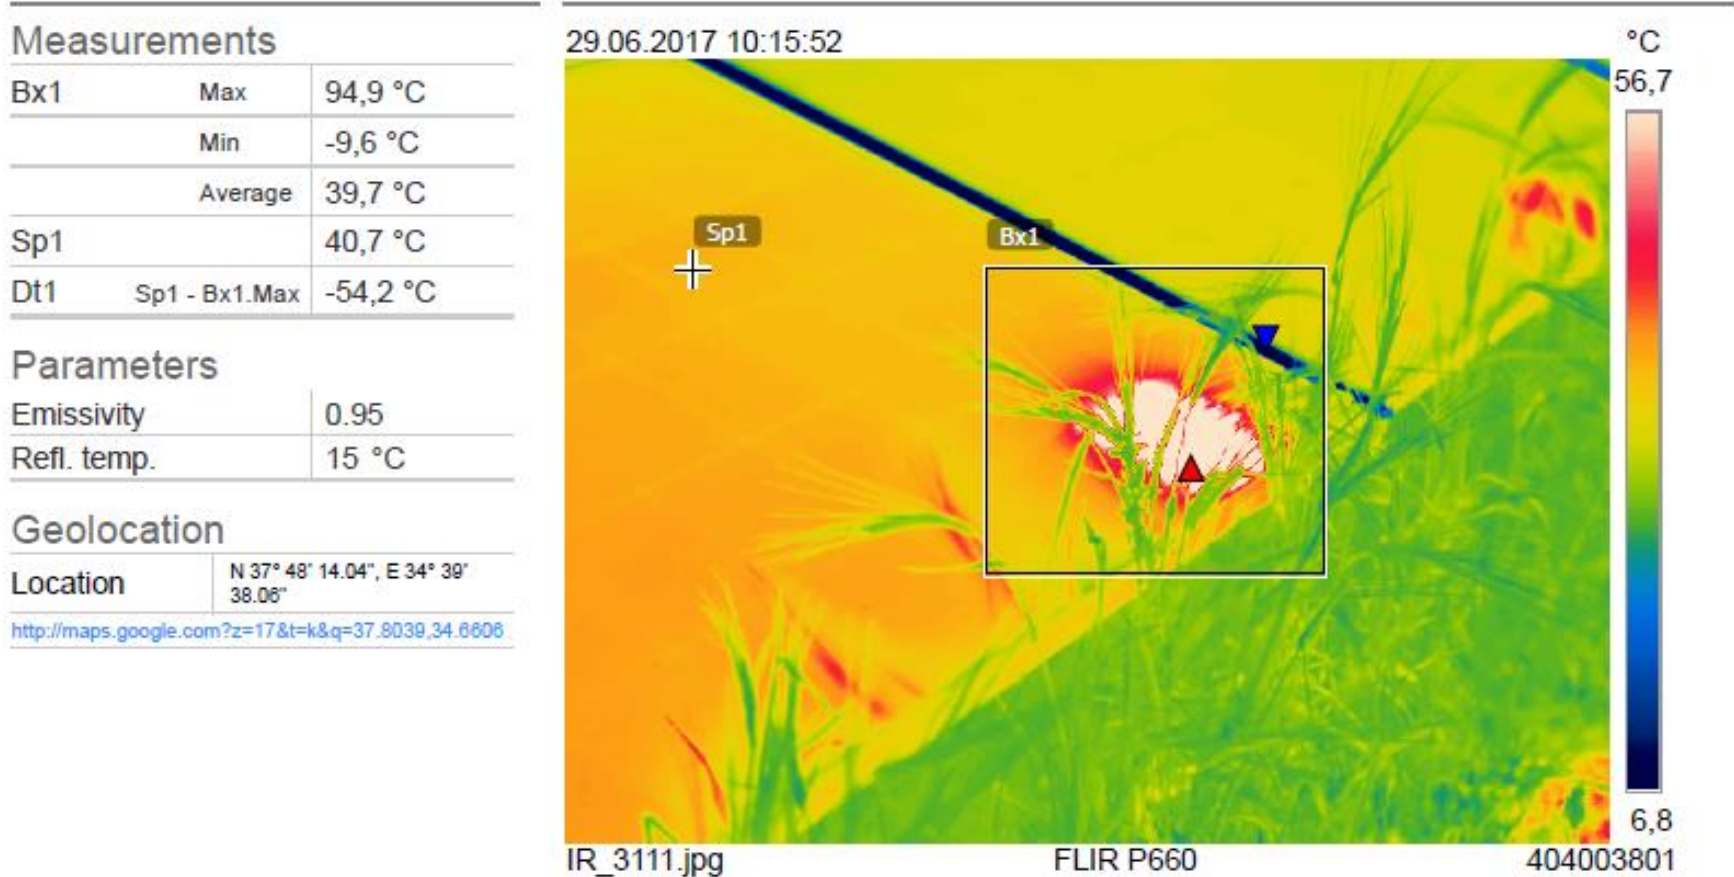 Measurements
Bx1 Max 94,9 °C
Min -9,6 °C
Average 39,7 °C
Sp1 40,7 °C
Dt1 Sp1 - Bx1.Max -54,2 °C
Parameters
Emissivity 0.95
Refl. temp. 15 °C
Geolocation
Location N 37° 48' 14.04", E 34° 39'
38.06"
http://maps.google.com?z=17&t=k&q=37.8039,34.6606
29.06.2017 10:15:52
°C
56,7
Sp1
Bx1
6,8
IR_3111.jpg FLIR P660 404003801